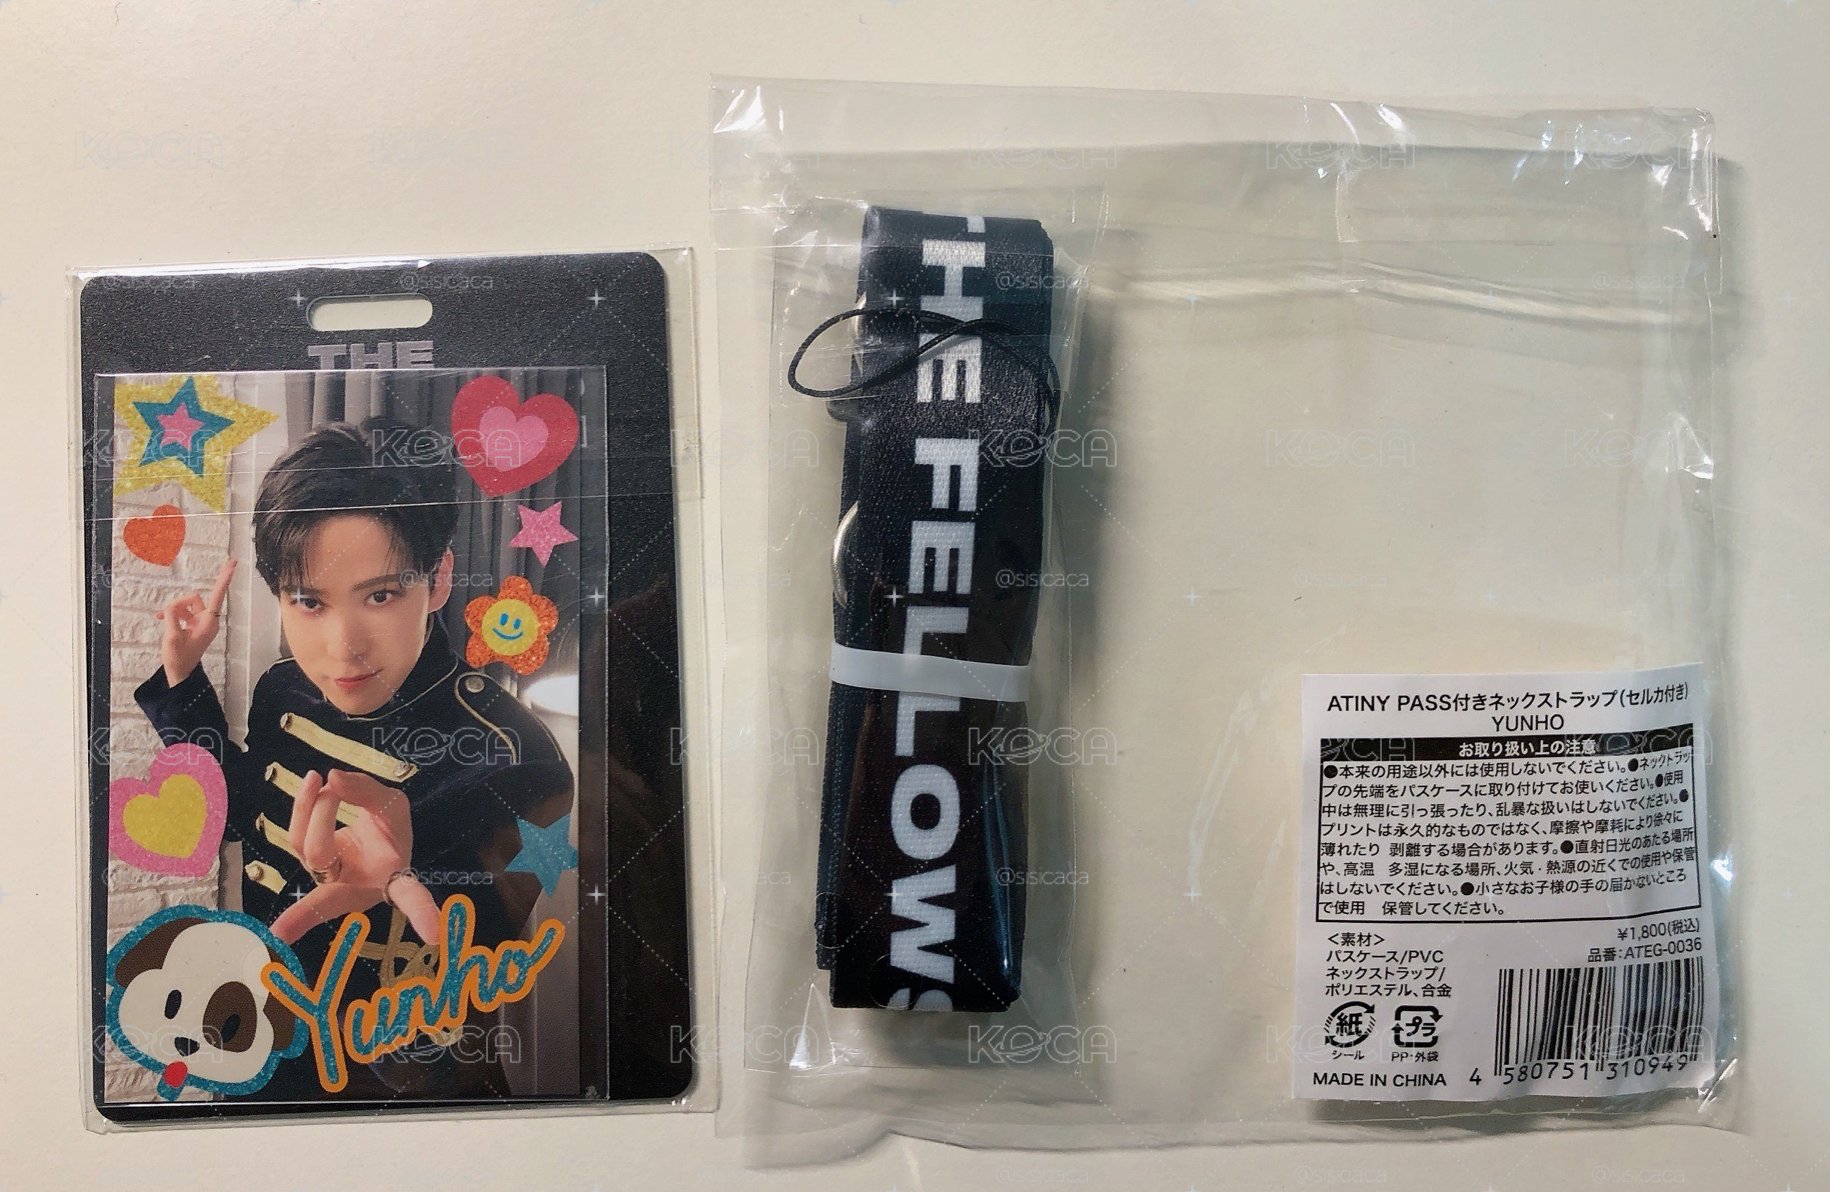 THE
Yunho
THE FELLOWS
ATINY PASS付きネックストラップ(セルカ付き)
YUNHO
お取り扱い上の注意
●本来の用途以外には使用しないでください。●ネックトラッ
プの先端をパスケースに取り付けてお使いください。●使用
中は無理に引っ張ったり、乱暴な扱いはしないでください。●
プリントは永久的なものではなく、摩擦や摩耗により徐々に
薄れたり 剥離する場合があります。●直射日光のあたる場所
や、高温 多湿になる場所、火気・熱源の近くでの使用や保管
はしないでください。●小さなお子様の手の届かないところ
で使用 保管してください。
¥1,800(税込)
品番:ATEG-0036
<素材>
パスケース/PVC
ネックストラップ/
ポリエステル、合金
紙
シール
プラ
PP・外袋
MADE IN CHINA
4 580751 310949
KOCA
@sisicaca